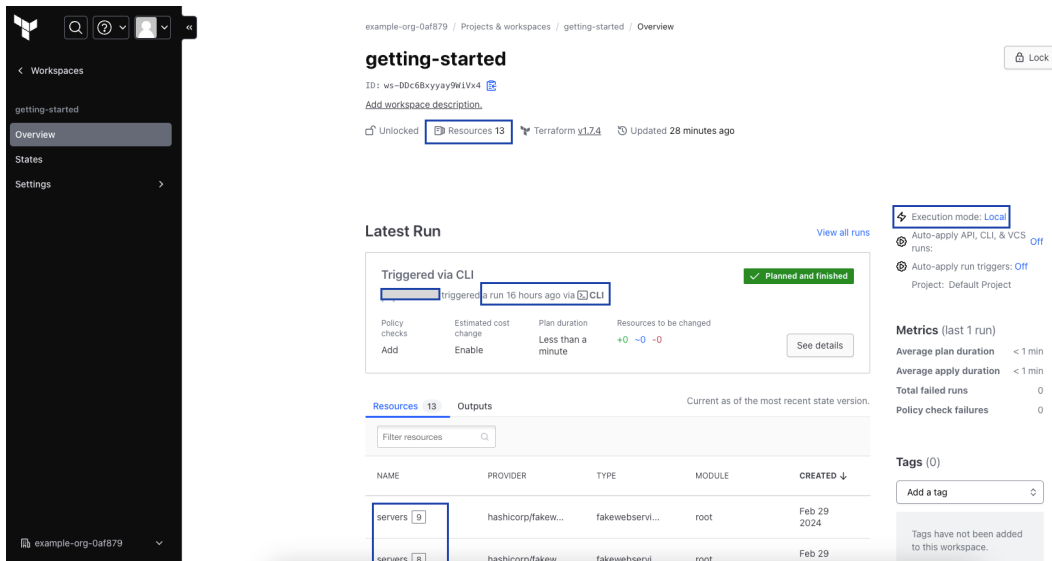 Workspaces
getting-started
Overview
States
Settings
example-org-0af879
example-org-0af879 / Projects & workspaces / getting-started / Overview
getting-started
Lock
ID: ws-DDc6Bxyyay9WiVx4
Add workspace description.
Unlocked Resources 13 Terraform v1.7.4 Updated 28 minutes ago
Latest Run
View all runs
Triggered via CLI
Planned and finished
triggered a run 16 hours ago via CLI
Policy checks
Add
Estimated cost change
Enable
Plan duration
Less than a minute
Resources to be changed
+0 ~0 -0
See details
Resources 13 Outputs
Current as of the most recent state version.
Filter resources
NAME PROVIDER TYPE MODULE CREATED
servers 9 hashicorp/fakew... fakewebservi... root Feb 29 2024
servers 8 hashicorp/fakew... fakewebservi... root Feb 29
Execution mode: Local
Auto-apply API, CLI, & VCS runs: Off
Auto-apply run triggers: Off
Project: Default Project
Metrics (last 1 run)
Average plan duration < 1 min
Average apply duration < 1 min
Total failed runs 0
Policy check failures 0
Tags (0)
Add a tag
Tags have not been added
to this workspace.